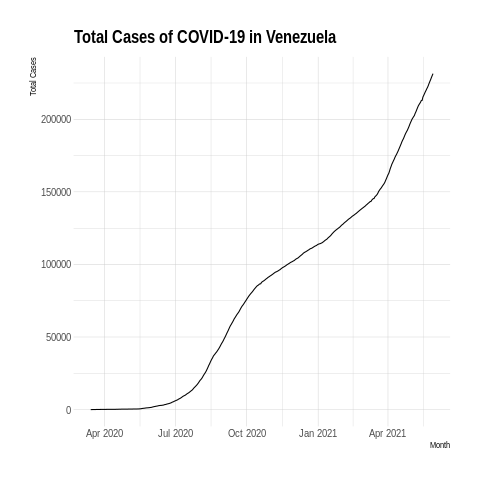 Total Cases of COVID-19 in Venezuela
Total Cases
200000
150000
100000
50000
0
Apr 2020 Jul 2020 Oct 2020 Jan 2021 Apr 2021
Month